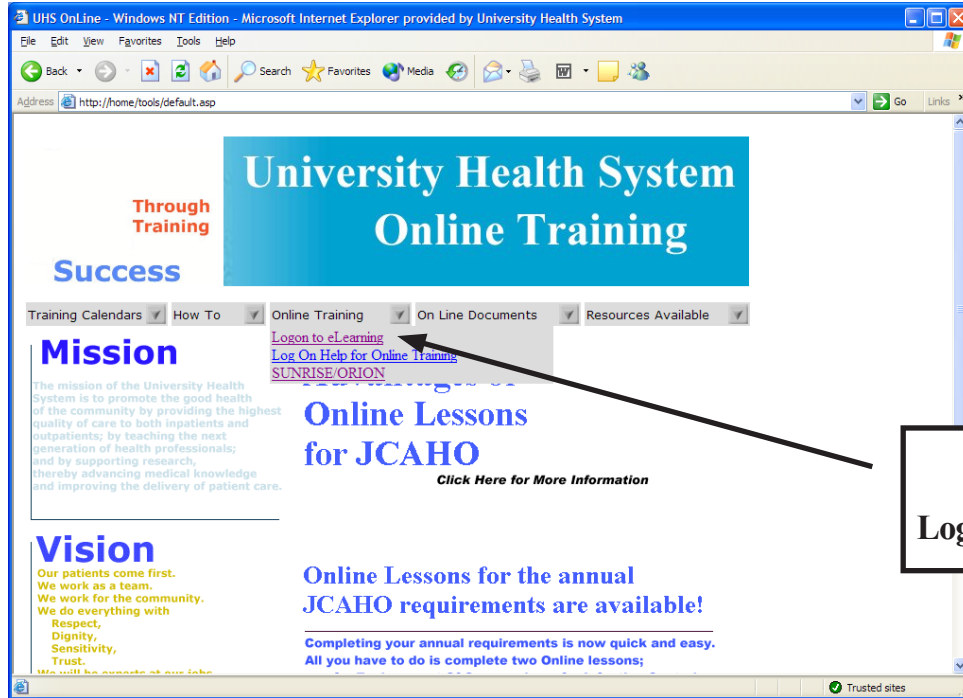 UHS OnLine - Windows NT Edition - Microsoft Internet Explorer provided by University Health System
File Edit View Favorites Tools Help
Back Search Favorites Media
Address http://home/tools/default.asp Go Links
University Health System
Online Training
Through
Training
Success
Training Calendars How To Online Training On Line Documents Resources Available
Logon to eLearning
Log On Help for Online Training
SUNRISE/ORION
Mission
The mission of the University Health
System is to promote the good health
of the community by providing the highest
quality of care to both inpatients and
outpatients; by teaching the next
generation of health professionals;
and by supporting research,
thereby advancing medical knowledge
and improving the delivery of patient care.
Advantages of
Online Lessons
for JCAHO
Click Here for More Information
Log
Vision
Our patients come first.
We work as a team.
We work for the community.
We do everything with
Respect,
Dignity,
Sensitivity,
Trust.
We will be experts at our jobs
Online Lessons for the annual
JCAHO requirements are available!
Completing your annual requirements is now quick and easy.
All you have to do is complete two Online lessons;
Trusted sites